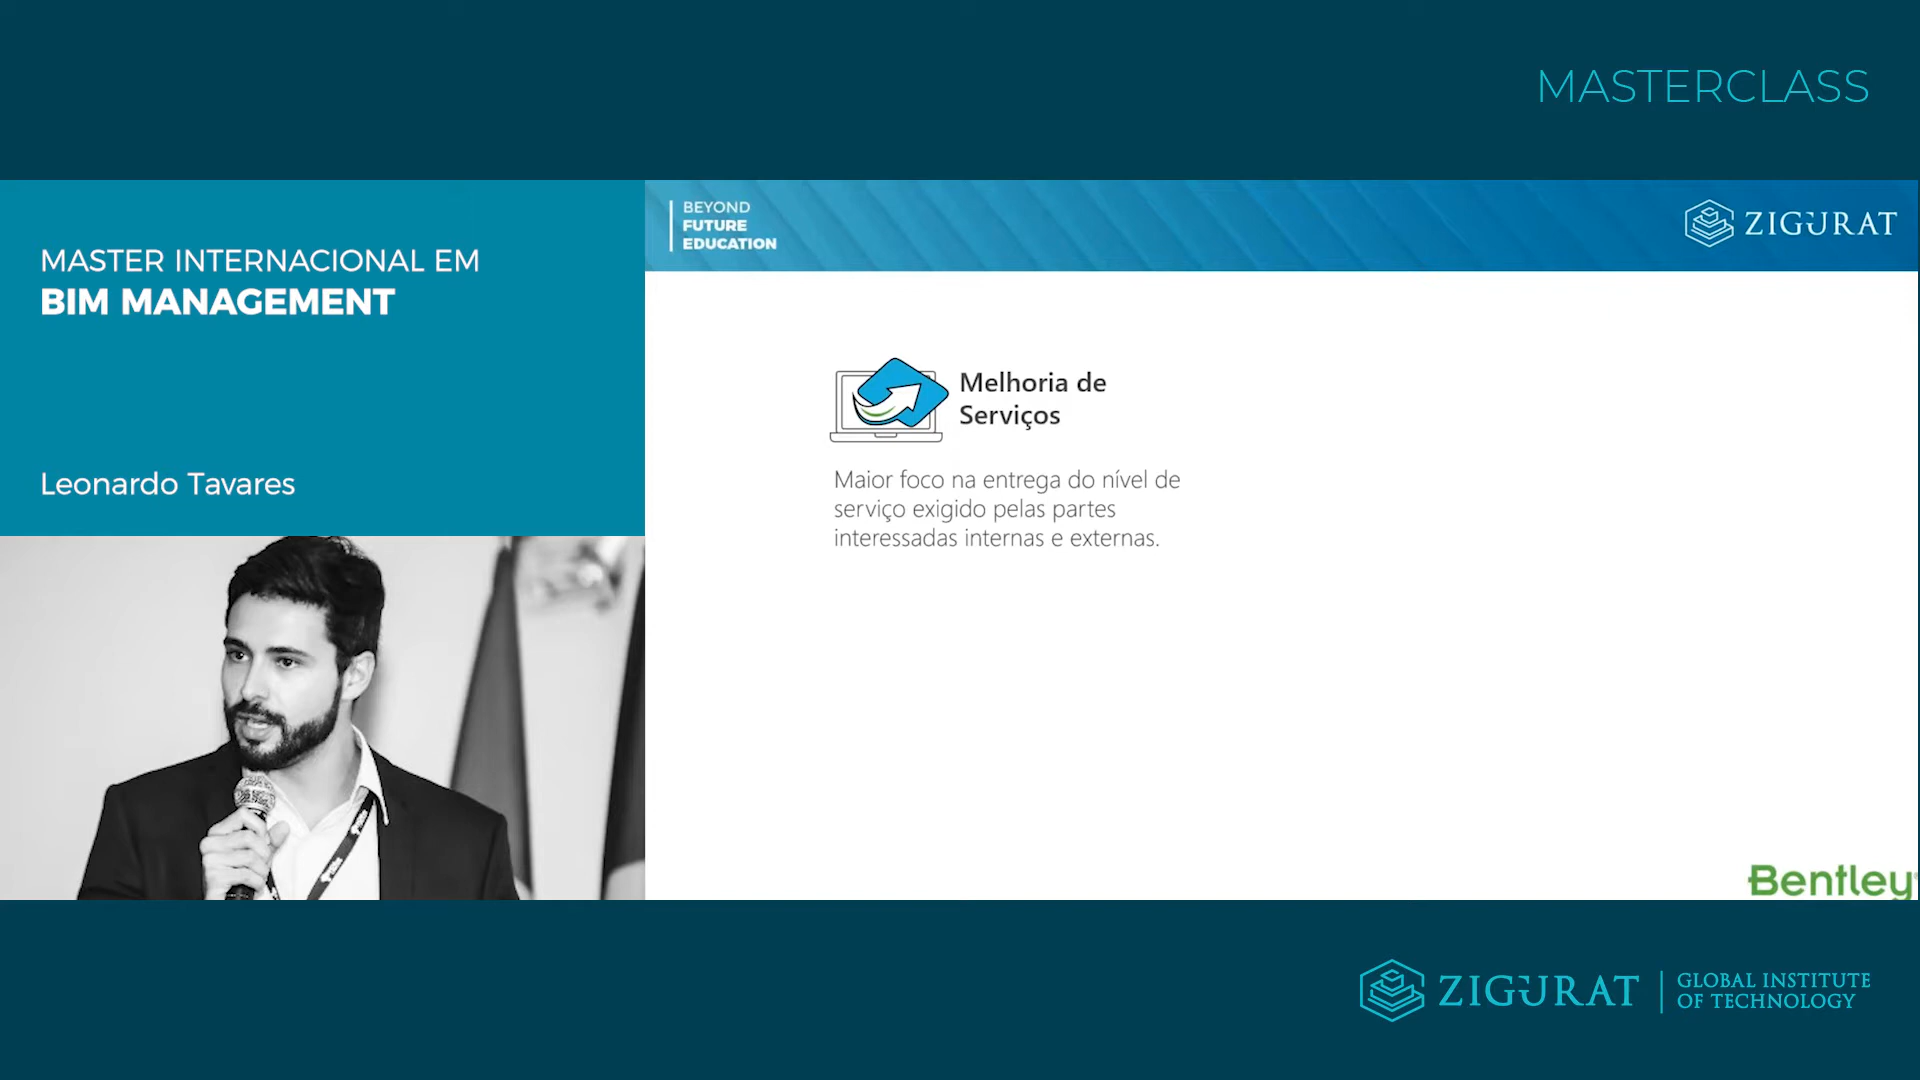 MASTERCLASS
MASTER INTERNACIONAL EM
BIM MANAGEMENT
Leonardo Tavares
BEYOND
FUTURE
EDUCATION
ZIGURAT
Melhoria de
Serviços
Maior foco na entrega do nível de
serviço exigido pelas partes
interessadas internas e externas.
Bentley
ZIGURAT
GLOBAL INSTITUTE
OF TECHNOLOGY